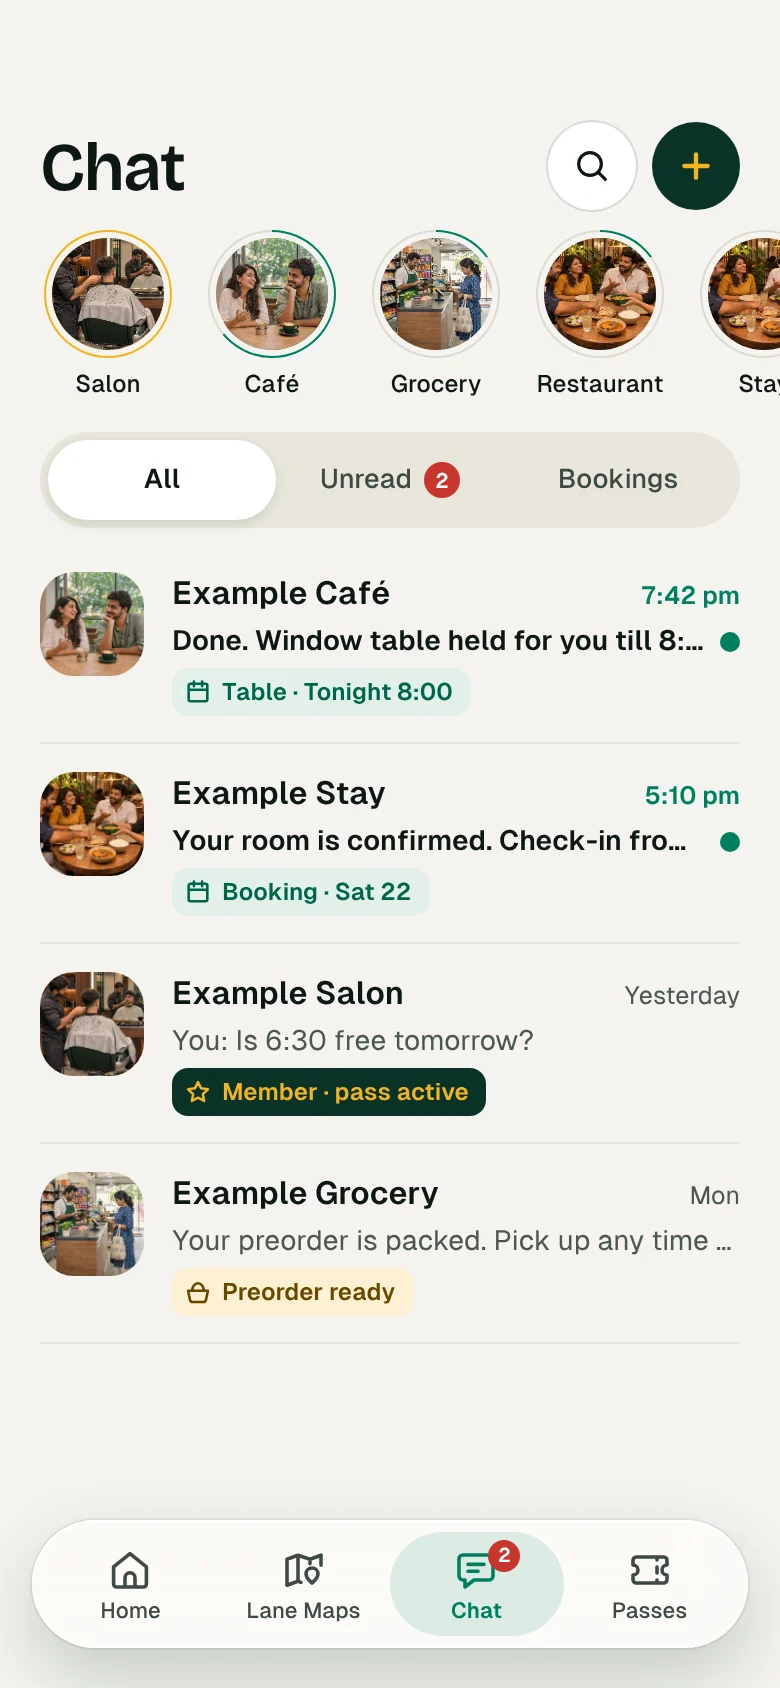 Chat
Salon
Café
Grocery
Restaurant
Stay
All
Unread 2
Bookings
Example Café
7:42 pm
Done. Window table held for you till 8:...
Table · Tonight 8:00
Example Stay
5:10 pm
Your room is confirmed. Check-in fro...
Booking · Sat 22
Example Salon
Yesterday
You: Is 6:30 free tomorrow?
Member · pass active
Example Grocery
Mon
Your preorder is packed. Pick up any time ...
Preorder ready
2
Home
Lane Maps
Chat
Passes